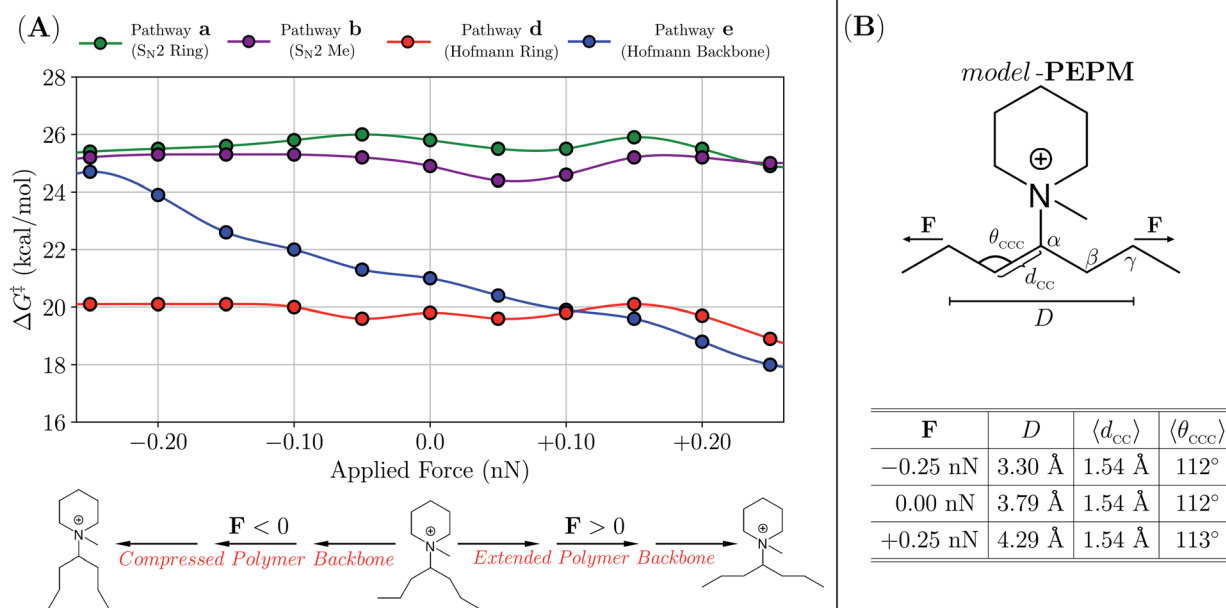 (A)
Pathway a
(SN2 Ring)
Pathway b
(SN2 Me)
Pathway d
(Hofmann Ring)
Pathway e
(Hofmann Backbone)
28
26
24
22
20
18
16
ΔG‡ (kcal/mol)
−0.20
−0.10
0.0
+0.10
+0.20
Applied Force (nN)
⊕
N
F < 0
Compressed Polymer Backbone
⊕
N
F > 0
Extended Polymer Backbone
⊕
N
(B)
model-PEPM
⊕
N
F
F
θCCC
α
β
γ
dCC
D
F D ⟨dCC⟩ ⟨θCCC⟩
−0.25 nN 3.30 Å 1.54 Å 112°
0.00 nN 3.79 Å 1.54 Å 112°
+0.25 nN 4.29 Å 1.54 Å 113°